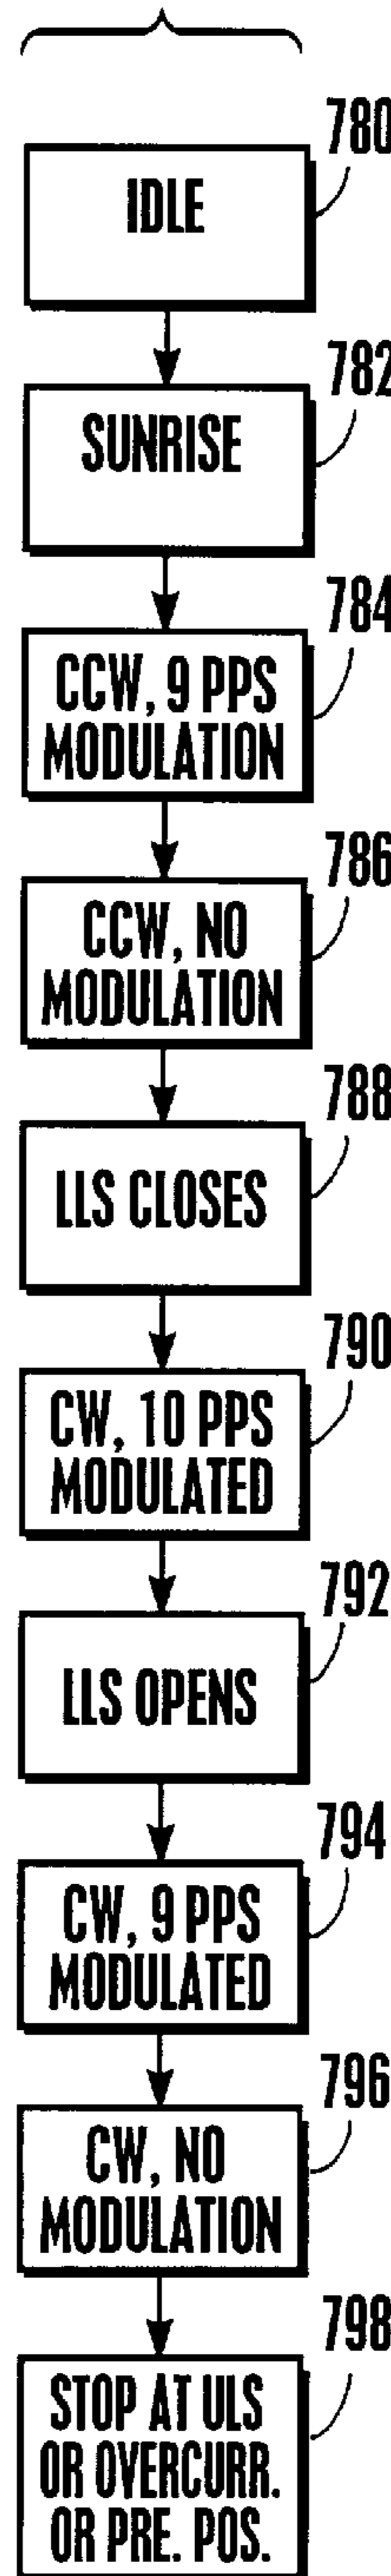 780
IDLE
782
SUNRISE
784
CCW, 9 PPS
MODULATION
786
CCW, NO
MODULATION
788
LLS CLOSES
790
CW, 10 PPS
MODULATED
792
LLS OPENS
794
CW, 9 PPS
MODULATED
796
CW, NO
MODULATION
798
STOP AT ULS
OR OVERCURR.
OR PRE. POS.